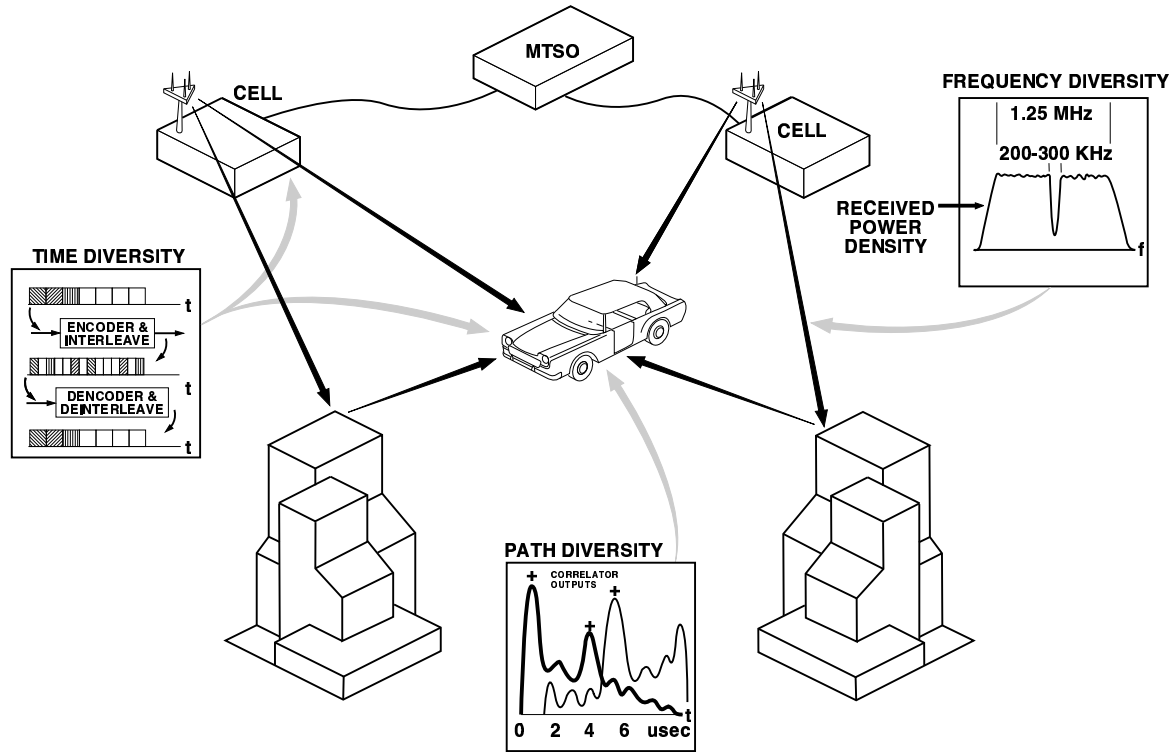 MTSO
CELL
CELL
FREQUENCY DIVERSITY
1.25 MHz
200-300 KHz
RECEIVED
POWER
DENSITY
f
TIME DIVERSITY
t
ENCODER &
INTERLEAVE
t
DENCODER &
DEINTERLEAVE
t
PATH DIVERSITY
+ CORRELATOR
OUTPUTS +
+
t
0 2 4 6 usec